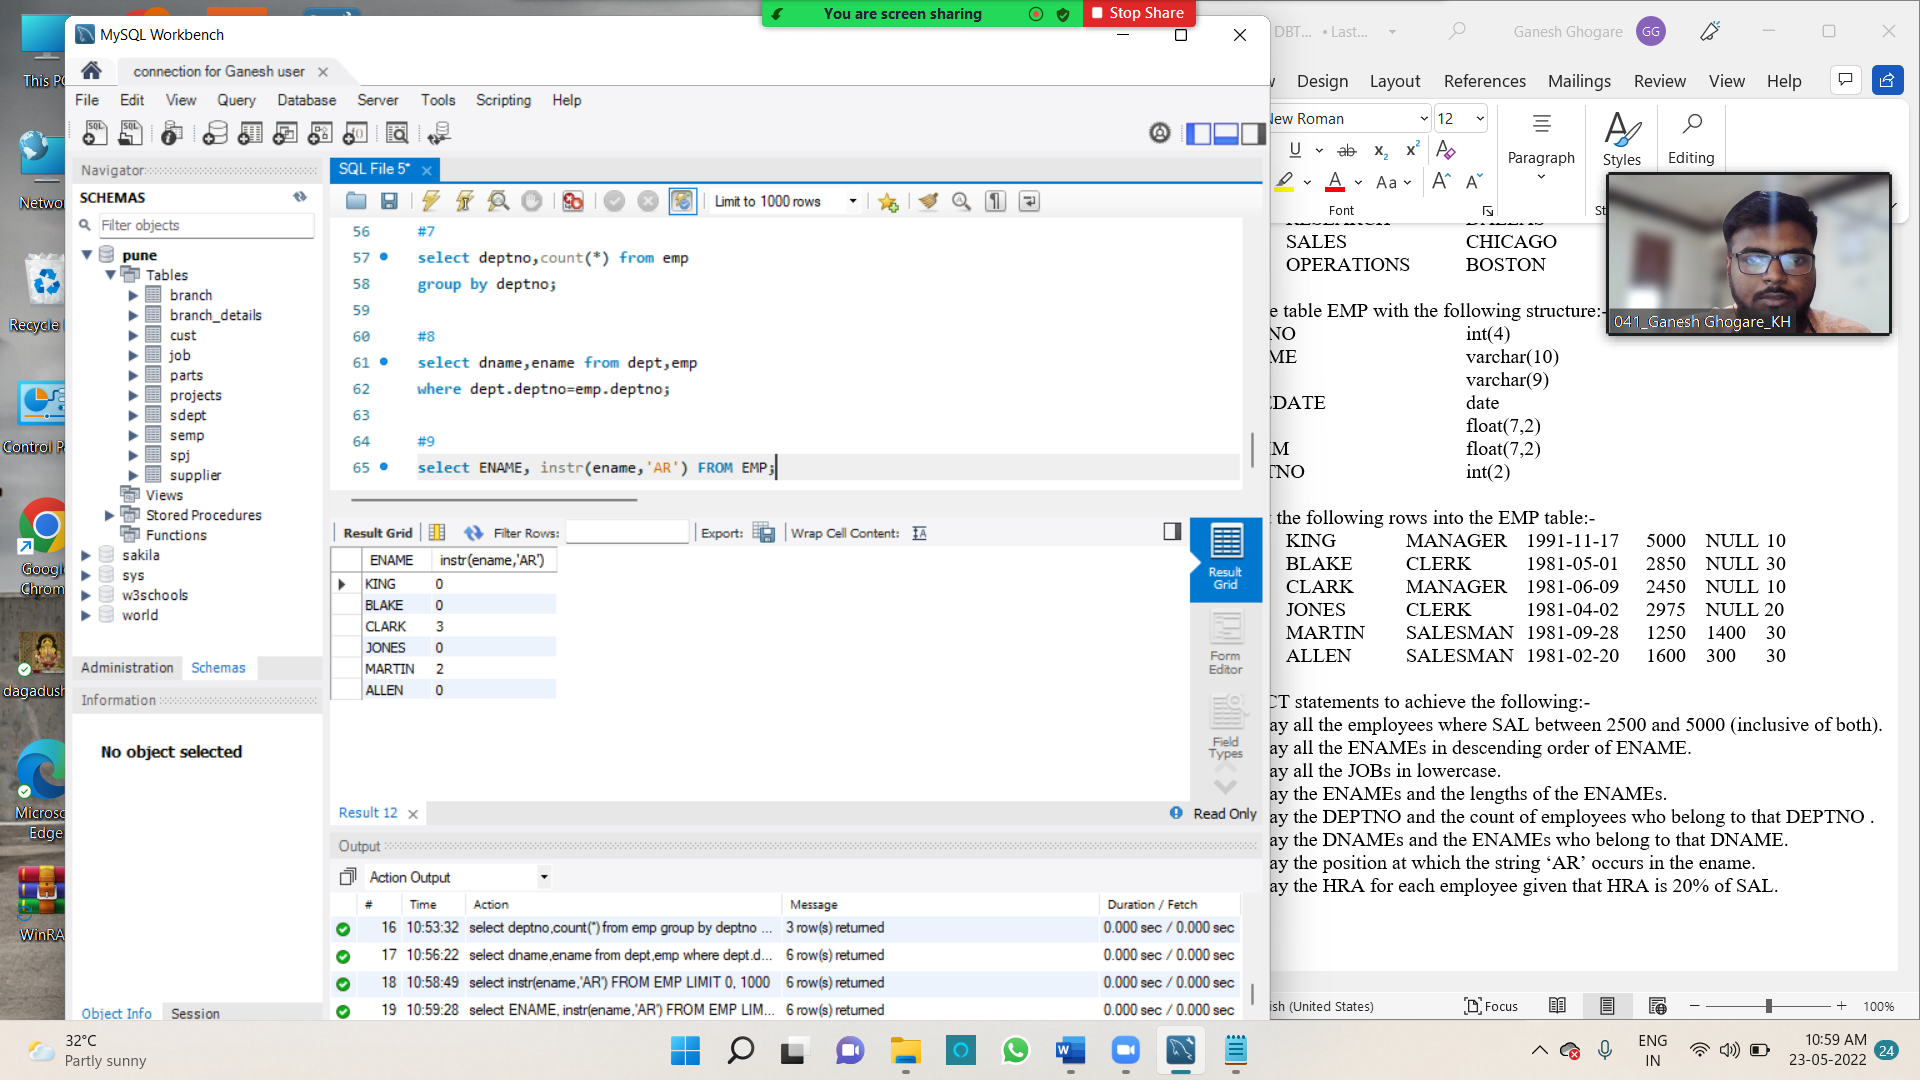 You are screen sharing
Stop Share
This PC
Recycle
WinRA
MySQL Workbench
connection for Ganesh user
File Edit View Query Database Server Tools Scripting Help
Navigator
SCHEMAS
Filter objects
pune
Tables
branch
branch_details
cust
job
parts
projects
sdept
semp
spj
supplier
Views
Stored Procedures
Functions
sakila
sys
w3schools
world
Administration Schemas
Information
No object selected
Object Info Session
SQL File 5*
Limit to 1000 rows
56 #7
57 select deptno,count(*) from emp
58 group by deptno;
59
60 #8
61 select dname,ename from dept,emp
62 where dept.deptno=emp.deptno;
63
64 #9
65 select ENAME, instr(ename,'AR') FROM EMP;
Result Grid Filter Rows: Export: Wrap Cell Content:
ENAME instr(ename,'AR')
KING 0
BLAKE 0
CLARK 3
JONES 0
MARTIN 2
ALLEN 0
Result Grid
Form Editor
Field Types
Result 12
Read Only
Output
Action Output
# Time Action Message Duration / Fetch
16 10:53:32 select deptno,count(*) from emp group by deptno ... 3 row(s) returned 0.000 sec / 0.000 sec
17 10:56:22 select dname,ename from dept,emp where dept.d... 6 row(s) returned 0.000 sec / 0.000 sec
18 10:58:49 select instr(ename,'AR') FROM EMP LIMIT 0, 1000 6 row(s) returned 0.000 sec / 0.000 sec
19 10:59:28 select ENAME, instr(ename,'AR') FROM EMP LIM... 6 row(s) returned 0.000 sec / 0.000 sec
DBT... • Last...
Ganesh Ghogare GG
Design Layout References Mailings Review View Help
New Roman 12
Paragraph
Styles
Editing
Font
SALES CHICAGO
OPERATIONS BOSTON
041_Ganesh Ghogare_KH
e table EMP with the following structure:-
NO int(4)
ME varchar(10)
varchar(9)
EDATE date
float(7,2)
M float(7,2)
NO int(2)
t the following rows into the EMP table:-
KING MANAGER 1991-11-17 5000 NULL 10
BLAKE CLERK 1981-05-01 2850 NULL 30
CLARK MANAGER 1981-06-09 2450 NULL 10
JONES CLERK 1981-04-02 2975 NULL 20
MARTIN SALESMAN 1981-09-28 1250 1400 30
ALLEN SALESMAN 1981-02-20 1600 300 30
CT statements to achieve the following:-
ay all the employees where SAL between 2500 and 5000 (inclusive of both).
ay all the ENAMEs in descending order of ENAME.
ay all the JOBs in lowercase.
ay the ENAMEs and the lengths of the ENAMEs.
ay the DEPTNO and the count of employees who belong to that DEPTNO .
ay the DNAMEs and the ENAMEs who belong to that DNAME.
ay the position at which the string ‘AR’ occurs in the ename.
ay the HRA for each employee given that HRA is 20% of SAL.
ish (United States) Focus 100%
32°C
Partly sunny
ENG
IN
10:59 AM
23-05-2022
24